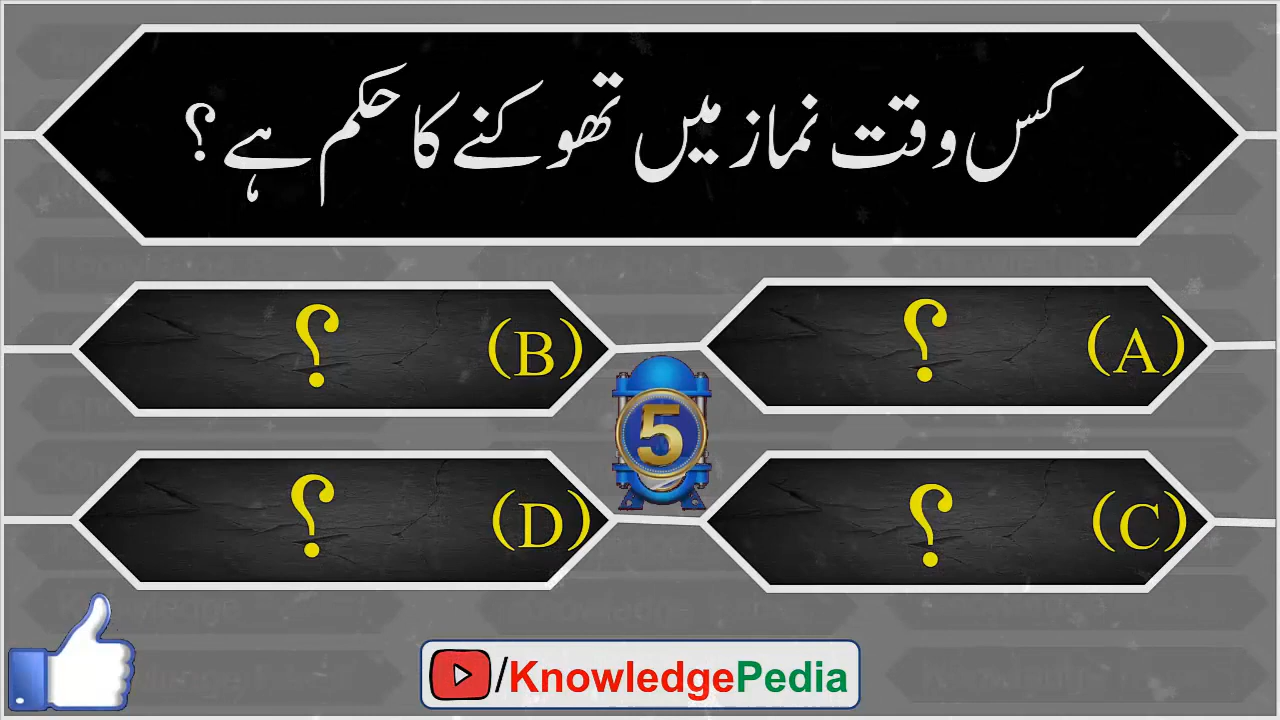 کس وقت نماز میں تھوکنے کا حکم ہے ؟
(A) ؟
(B) ؟
(C) ؟
(D) ؟
5
/KnowledgePedia